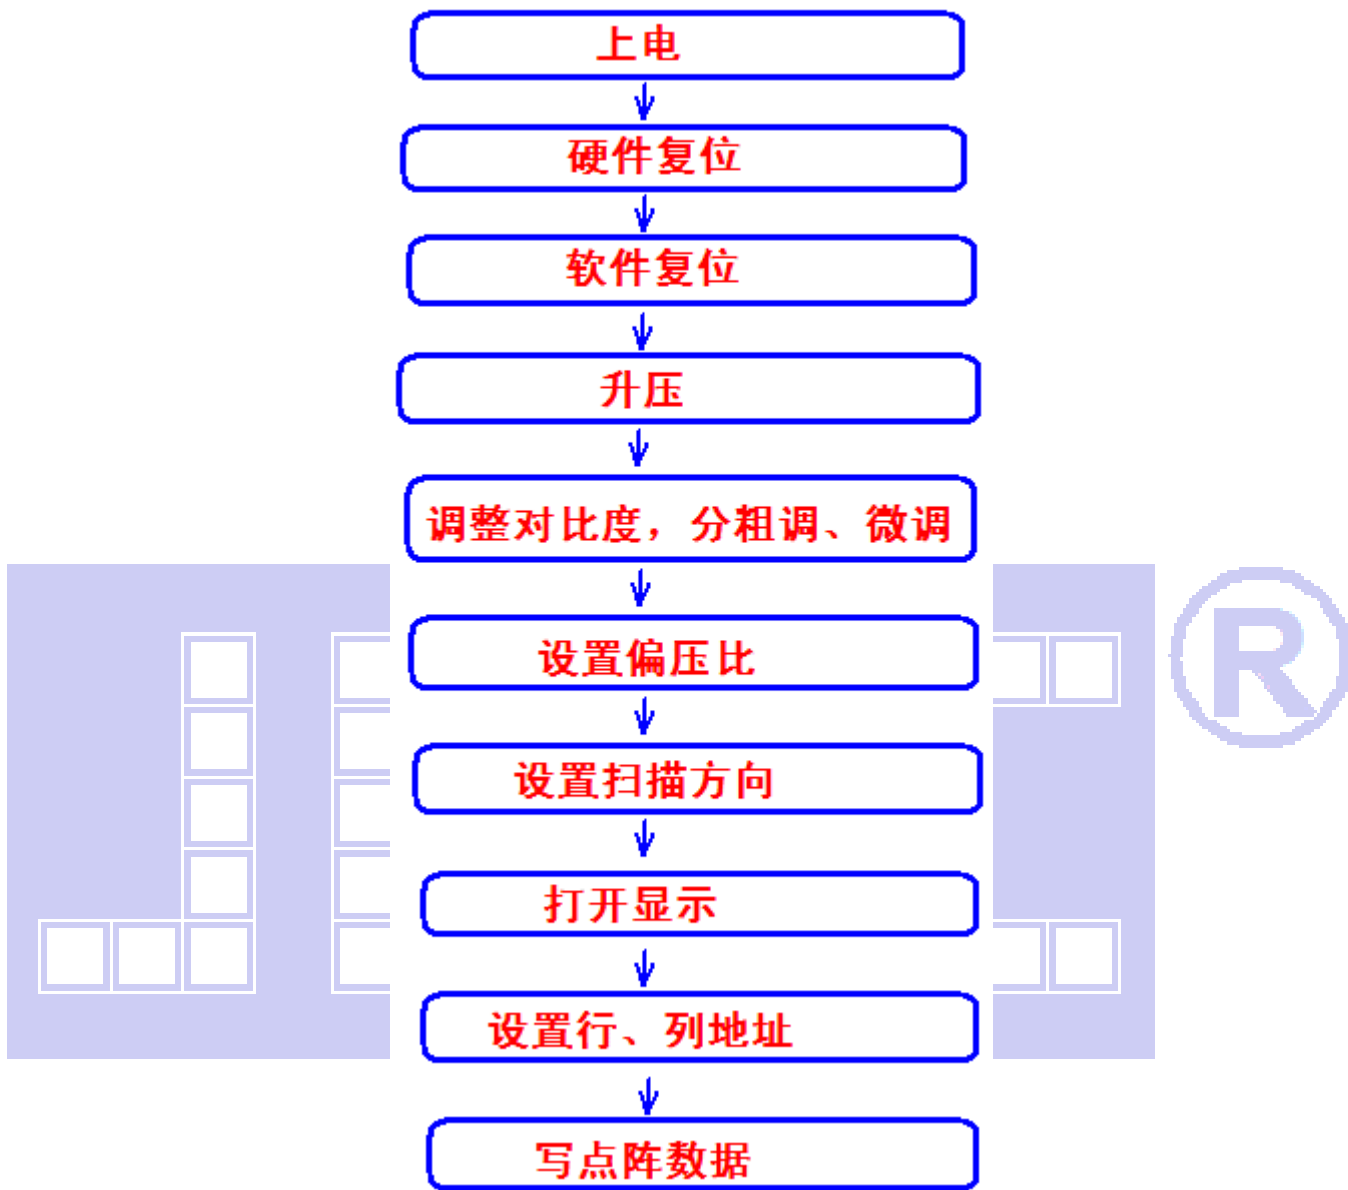 上电
硬件复位
软件复位
升压
调整对比度，分粗调、微调
设置偏压比
设置扫描方向
打开显示
设置行、列地址
写点阵数据
®